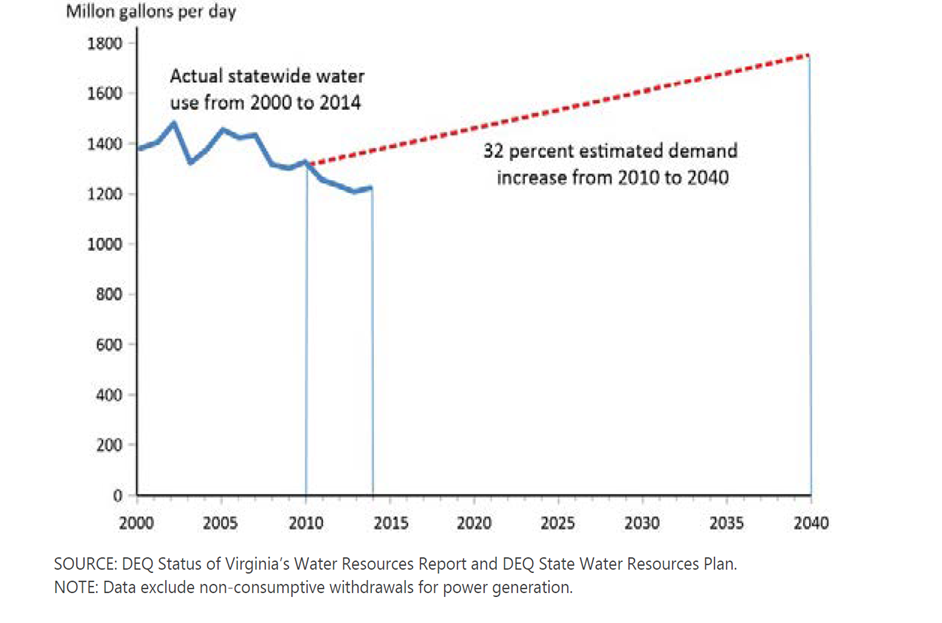 Millon gallons per day
1800
1600
1400
1200
1000
800
600
400
200
0
Actual statewide water
use from 2000 to 2014
32 percent estimated demand
increase from 2010 to 2040
2000 2005 2010 2015 2020 2025 2030 2035 2040
SOURCE: DEQ Status of Virginia’s Water Resources Report and DEQ State Water Resources Plan.
NOTE: Data exclude non-consumptive withdrawals for power generation.